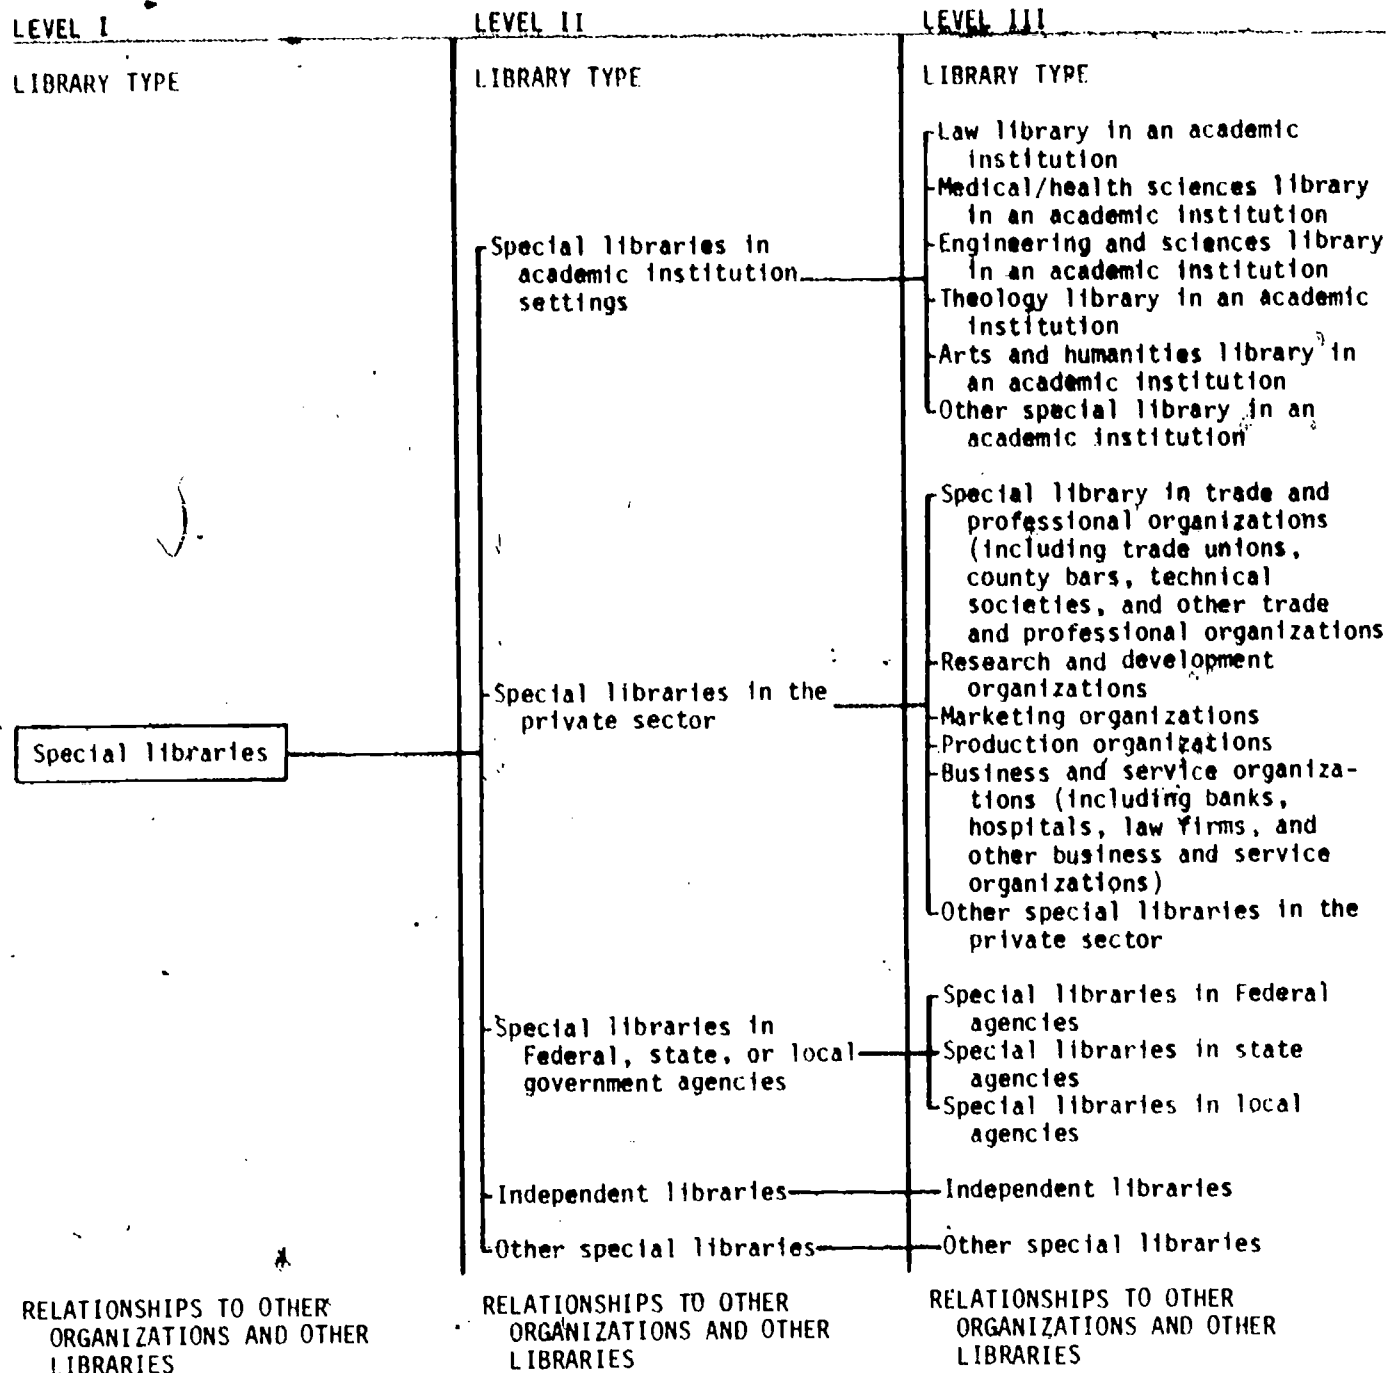 LEVEL I
LIBRARY TYPE
Special libraries
RELATIONSHIPS TO OTHER
ORGANIZATIONS AND OTHER
LIBRARIES
LEVEL II
LIBRARY TYPE
Special libraries in
academic institution
settings
Special libraries in the
private sector
Special libraries in
Federal, state, or local
government agencies
Independent libraries
Other special libraries
RELATIONSHIPS TO OTHER
ORGANIZATIONS AND OTHER
LIBRARIES
LEVEL III
LIBRARY TYPE
Law library in an academic
institution
Medical/health sciences library
in an academic institution
Engineering and sciences library
in an academic institution
Theology library in an academic
institution
Arts and humanities library in
an academic institution
Other special library in an
academic institution
Special library in trade and
professional organizations
(including trade unions,
county bars, technical
societies, and other trade
and professional organizations
Research and development
organizations
Marketing organizations
Production organizations
Business and service organiza-
tions (including banks,
hospitals, law firms, and
other business and service
organizations)
Other special libraries in the
private sector
Special libraries in Federal
agencies
Special libraries in state
agencies
Special libraries in local
agencies
Independent libraries
Other special libraries
RELATIONSHIPS TO OTHER
ORGANIZATIONS AND OTHER
LIBRARIES